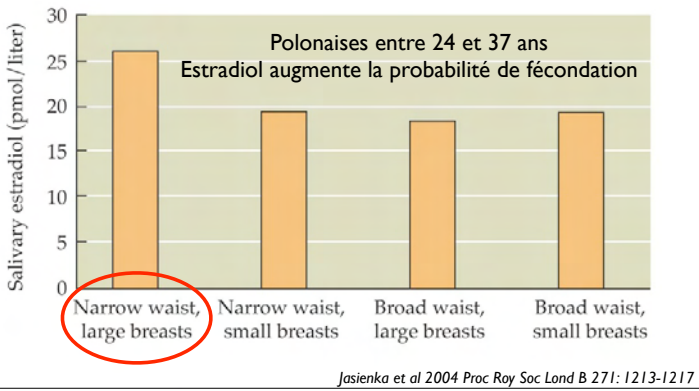 Polonaises entre 24 et 37 ans
Estradiol augmente la probabilité de fécondation
Salivary estradiol (pmol/liter)
30
25
20
15
10
5
0
Narrow waist, large breasts
Narrow waist, small breasts
Broad waist, large breasts
Broad waist, small breasts
Jasienka et al 2004 Proc Roy Soc Lond B 271: 1213-1217